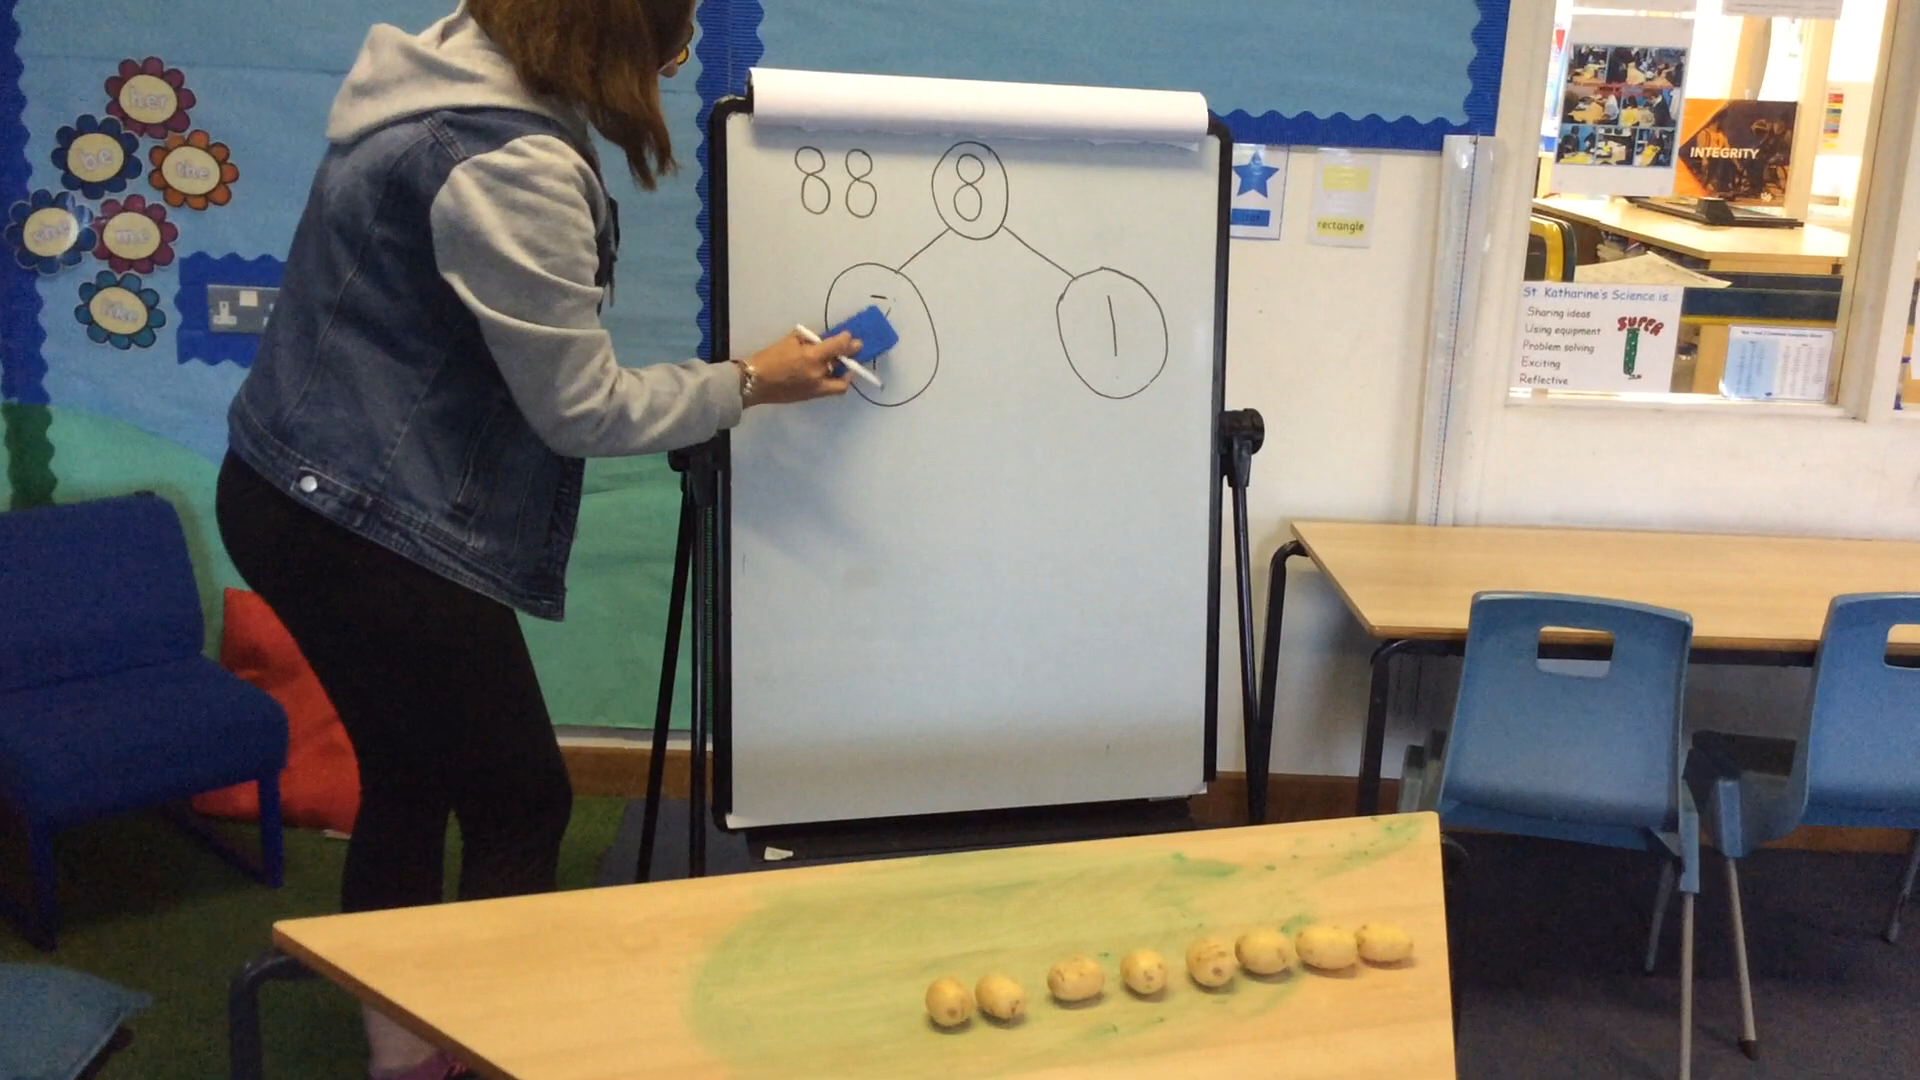 her
be
the
she
me
like
88
8
1
rectangle
INTEGRITY
St Katharine's Science is...
Sharing ideas
Using equipment
Problem solving
Exciting
Reflective
SUPER